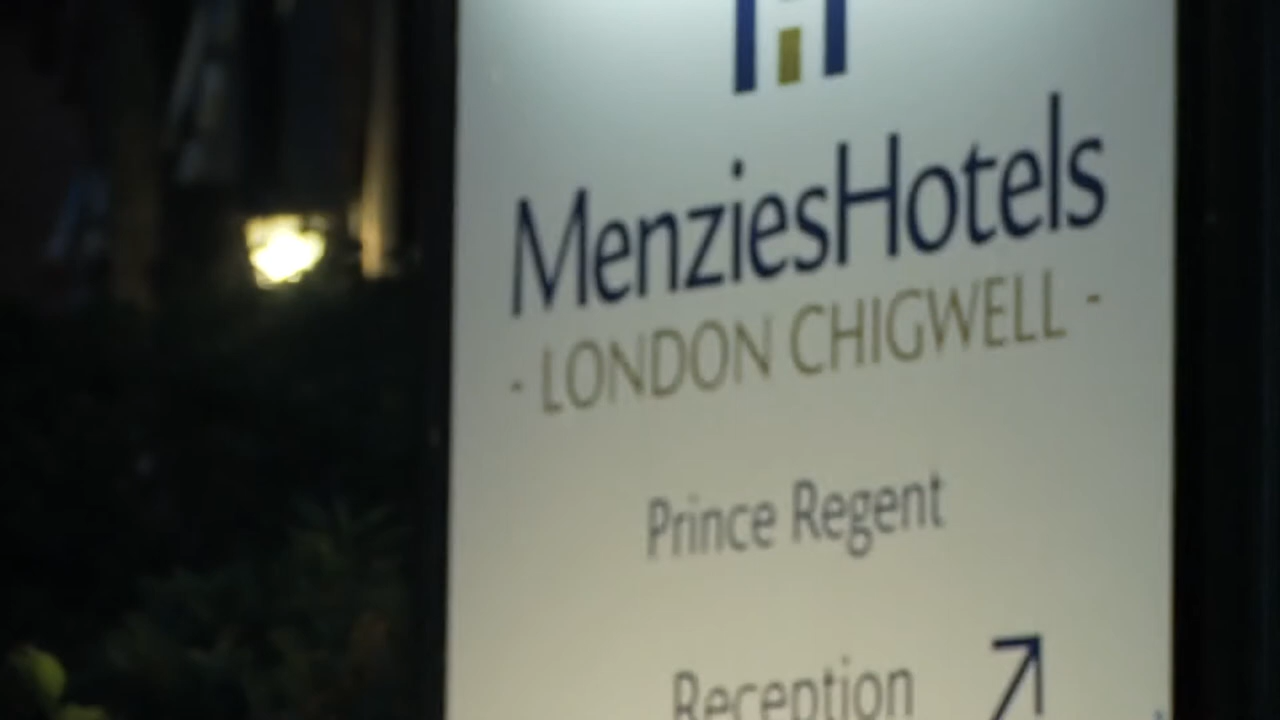 MenziesHotels
- LONDON CHIGWELL -
Prince Regent
Reception